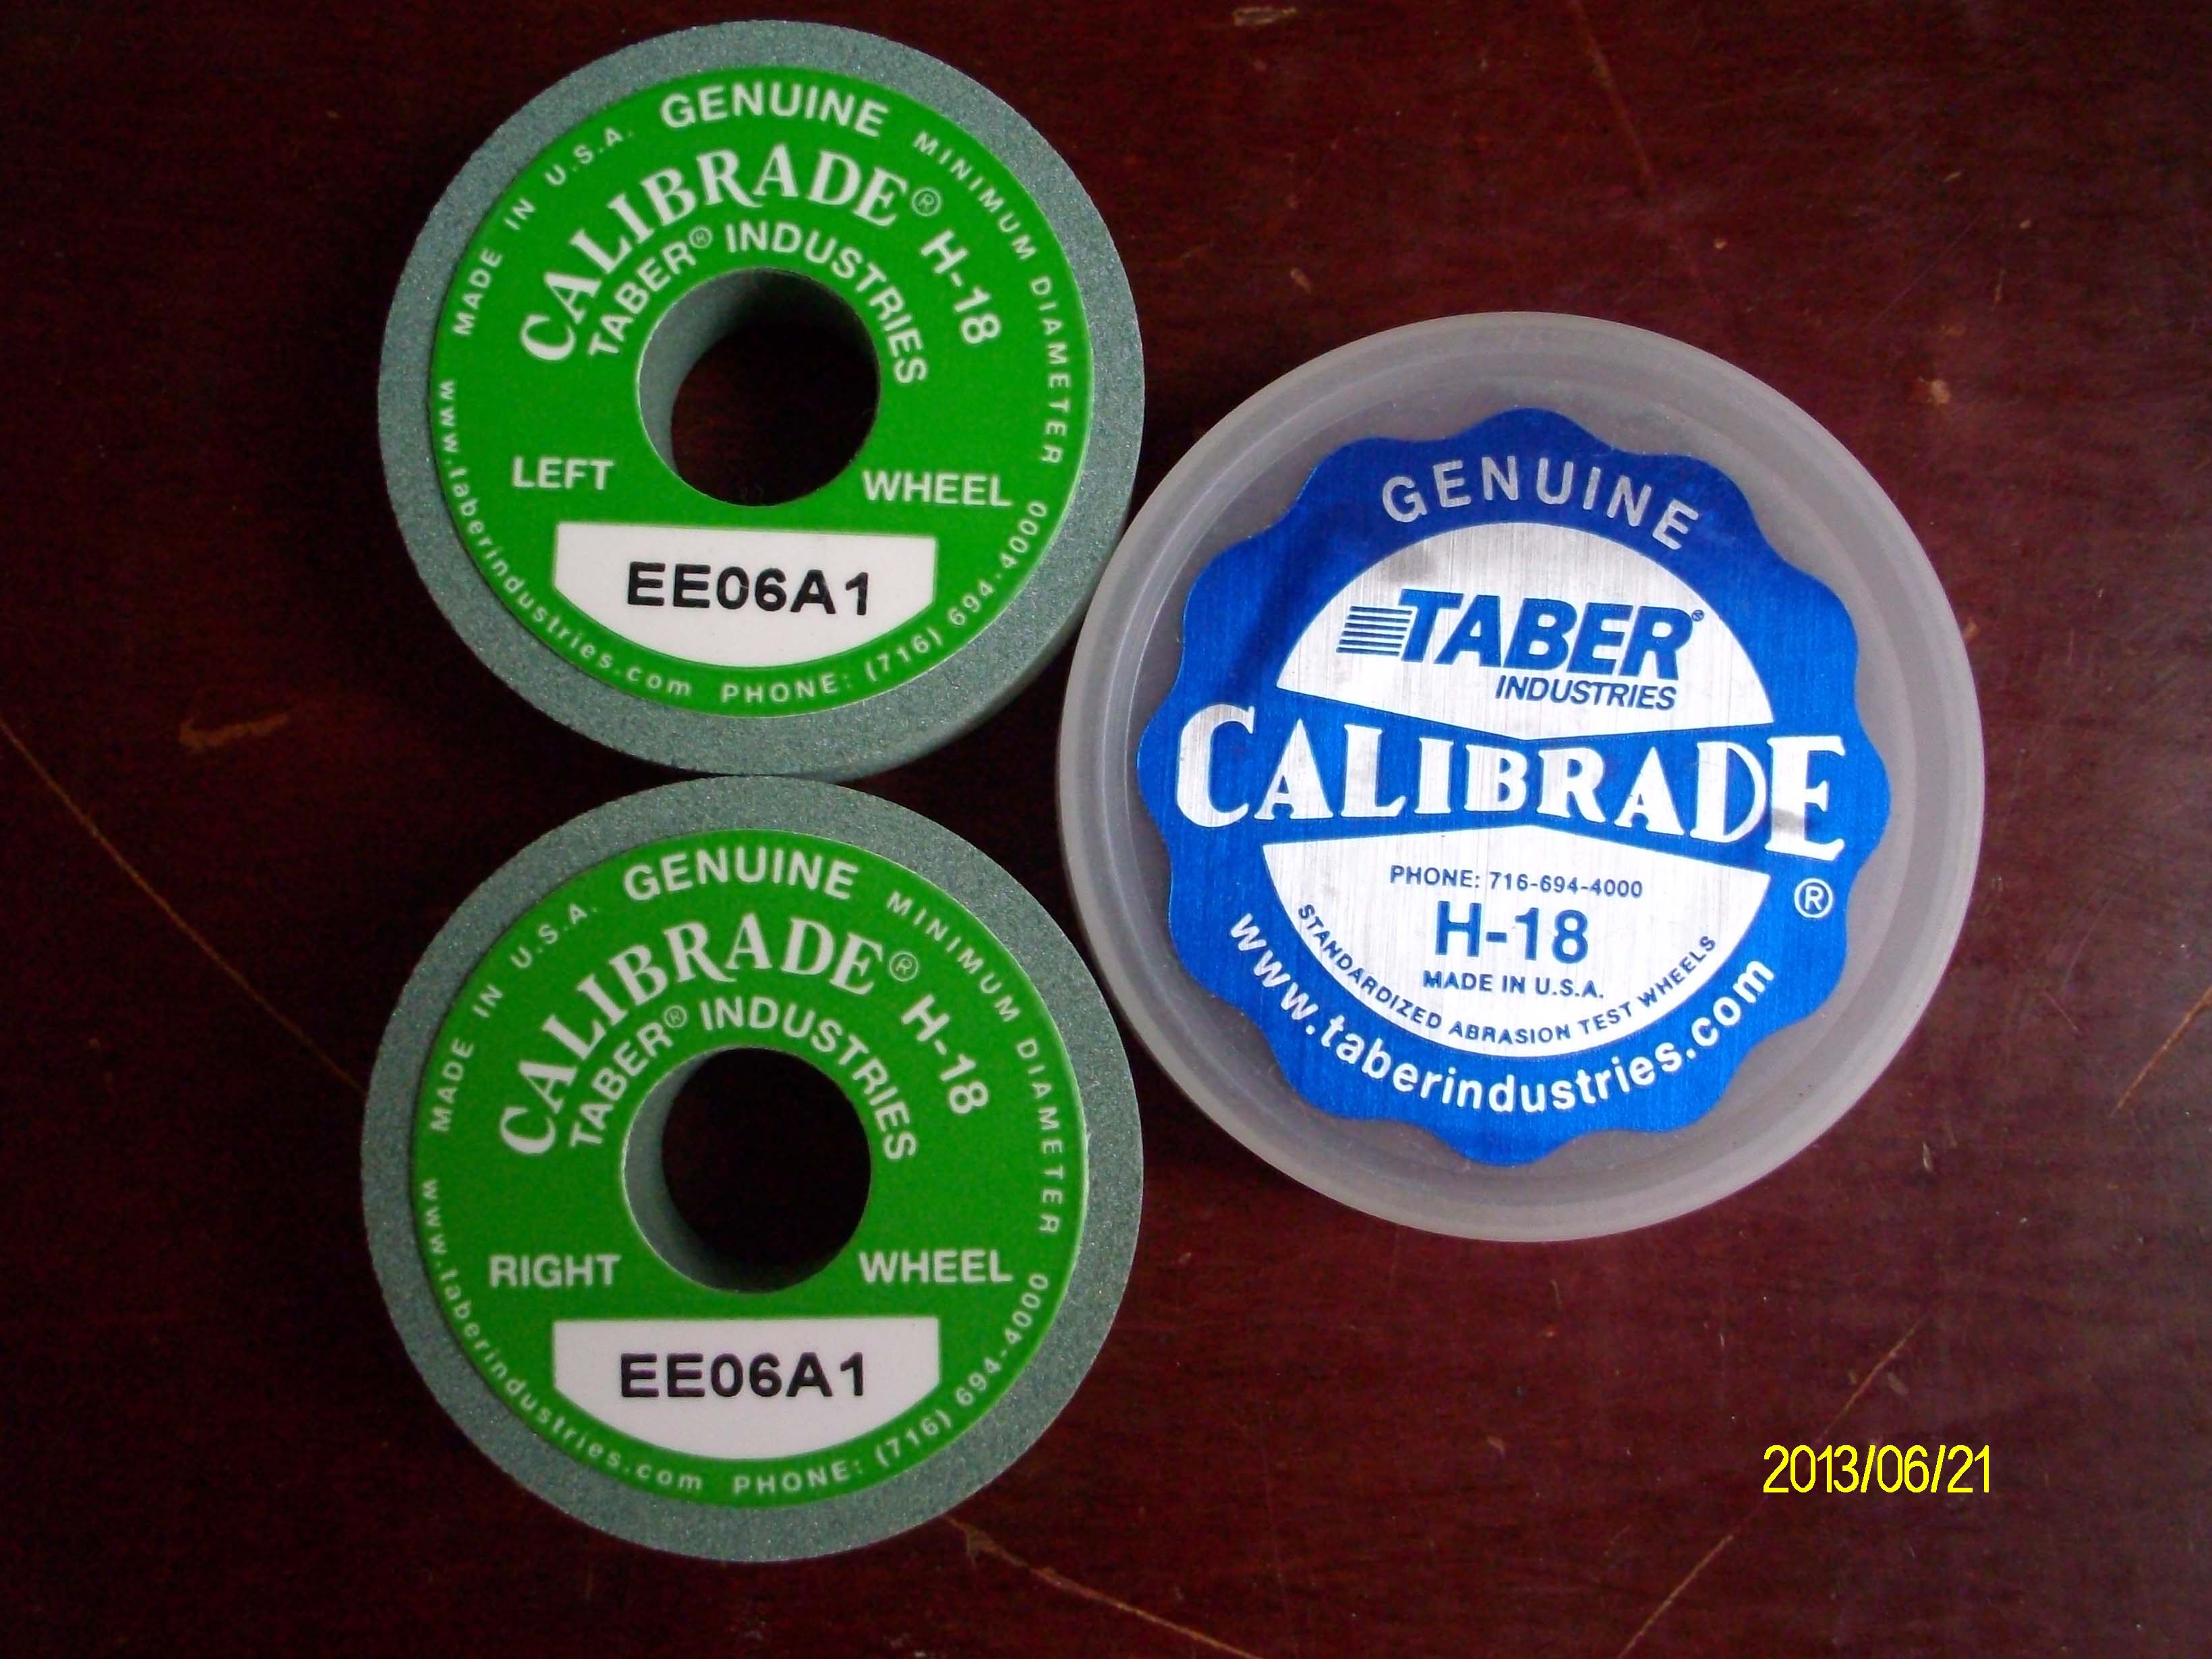 GENUINE
MADE IN U.S.A.
MINIMUM DIAMETER
CALIBRADE® H-18
TABER® INDUSTRIES
LEFT WHEEL
EE06A1
www.taberindustries.com PHONE: (716) 694-4000
GENUINE
TABER®
INDUSTRIES
CALIBRADE®
PHONE: 716-694-4000
H-18
MADE IN U.S.A.
STANDARDIZED ABRASION TEST WHEELS
www.taberindustries.com
GENUINE
MADE IN U.S.A.
MINIMUM DIAMETER
CALIBRADE® H-18
TABER® INDUSTRIES
RIGHT WHEEL
EE06A1
www.taberindustries.com PHONE: (716) 694-4000
2013/06/21